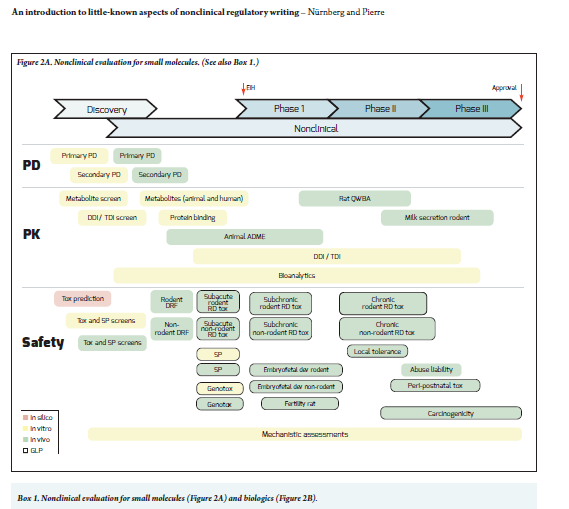 An introduction to little-known aspects of nonclinical regulatory writing – Nürnberg and Pierre
Figure 2A. Nonclinical evaluation for small molecules. (See also Box 1.)
EIH
Approval
Discovery
Phase 1
Phase II
Phase III
Nonclinical
PD
Primary PD
Primary PD
Secondary PD
Secondary PD
PK
Metabolite screen
Metabolites (animal and human)
Rat QWBA
DDI/ TDI screen
Protein binding
Milk secretion rodent
Animal ADME
DDI / TDI
Bioanalytics
Safety
Tox prediction
Rodent
DRF
Subacute
rodent
RD tox
Subchronic
rodent RD tox
Chronic
rodent RD tox
Tox and SP screens
Non-
rodent DRF
Subacute
non-rodent
RD tox
Subchronic
non-rodent RD tox
Chronic
non-rodent RD tox
Tox and SP screens
SP
Local tolerance
SP
Embryofetal dev rodent
Abuse liability
Genotox
Embryofetal dev non-rodent
Peri-postnatal tox
Genotox
Fertility rat
Carcinogenicity
In silico
In vitro
In vivo
GLP
Mechanistic assessments
Box 1. Nonclinical evaluation for small molecules (Figure 2A) and biologics (Figure 2B).